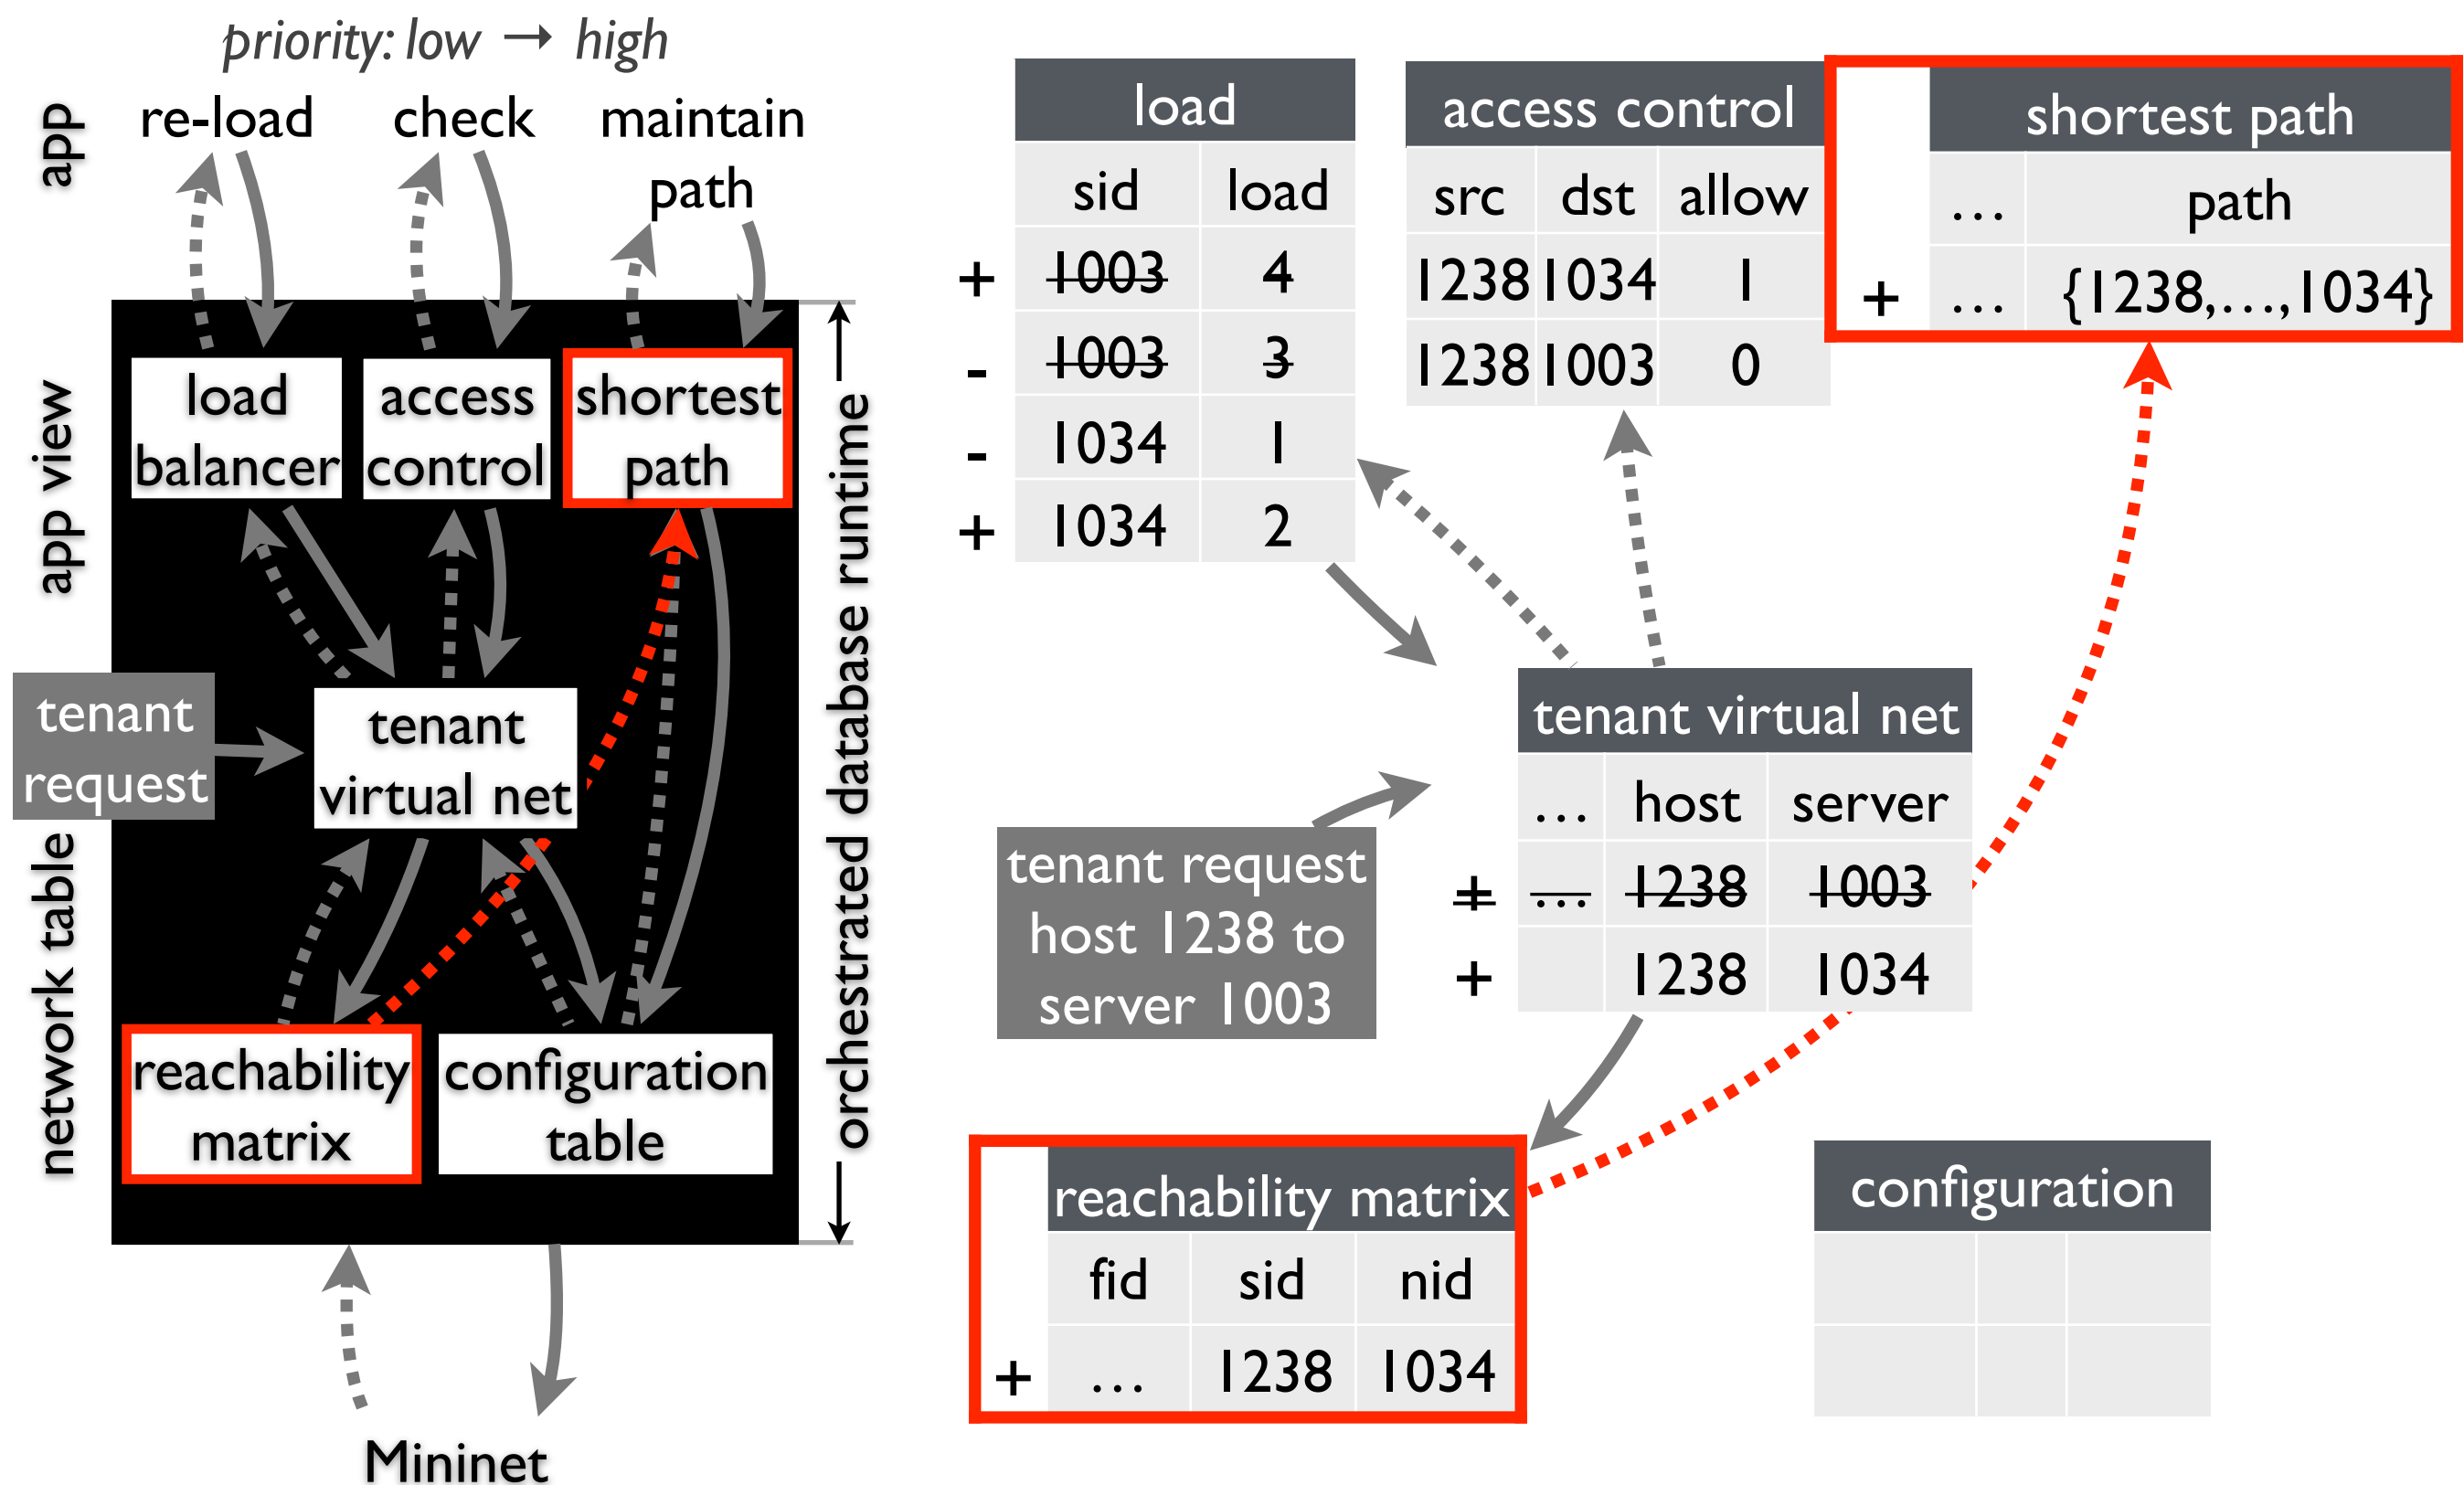 priority: low → high
app
re-load
check
maintain
path
app view
load
balancer
access
control
shortest
path
tenant
request
tenant
virtual net
network table
reachability
matrix
configuration
table
orchestrated database runtime
Mininet
load
sid load
+ 1003 4
- 1003 3
- 1034 1
+ 1034 2
access control
src dst allow
1238 1034 1
1238 1003 0
shortest path
... path
+ ... {1238,...,1034}
tenant virtual net
... host server
+ ... 1238 1003
+ 1238 1034
tenant request
host 1238 to
server 1003
reachability matrix
fid sid nid
+ ... 1238 1034
configuration